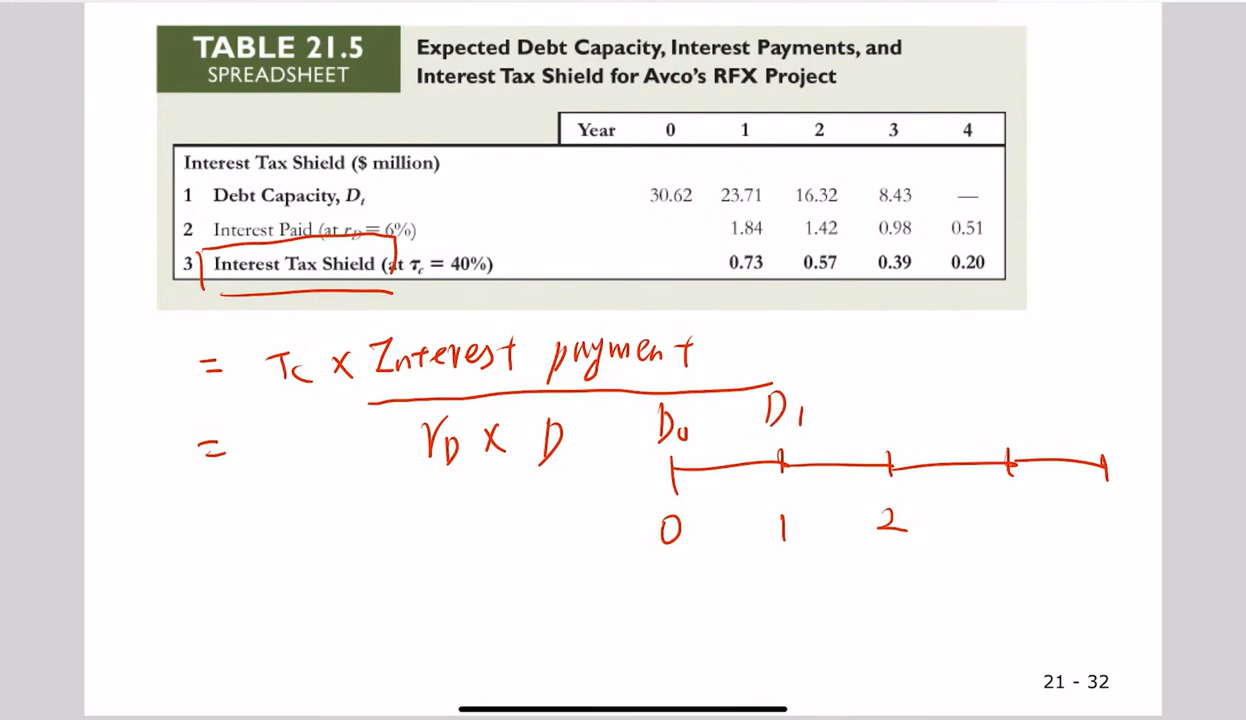 TABLE 21.5
SPREADSHEET
Expected Debt Capacity, Interest Payments, and
Interest Tax Shield for Avco's RFX Project
Year 0 1 2 3 4
Interest Tax Shield ($ million)
1 Debt Capacity, Dt 30.62 23.71 16.32 8.43 —
2 Interest Paid (at rD = 6%) 1.84 1.42 0.98 0.51
3 Interest Tax Shield (at τc = 40%) 0.73 0.57 0.39 0.20
= τc × Interest payment
= rD × D
D0 D1
0 1 2
21 - 32